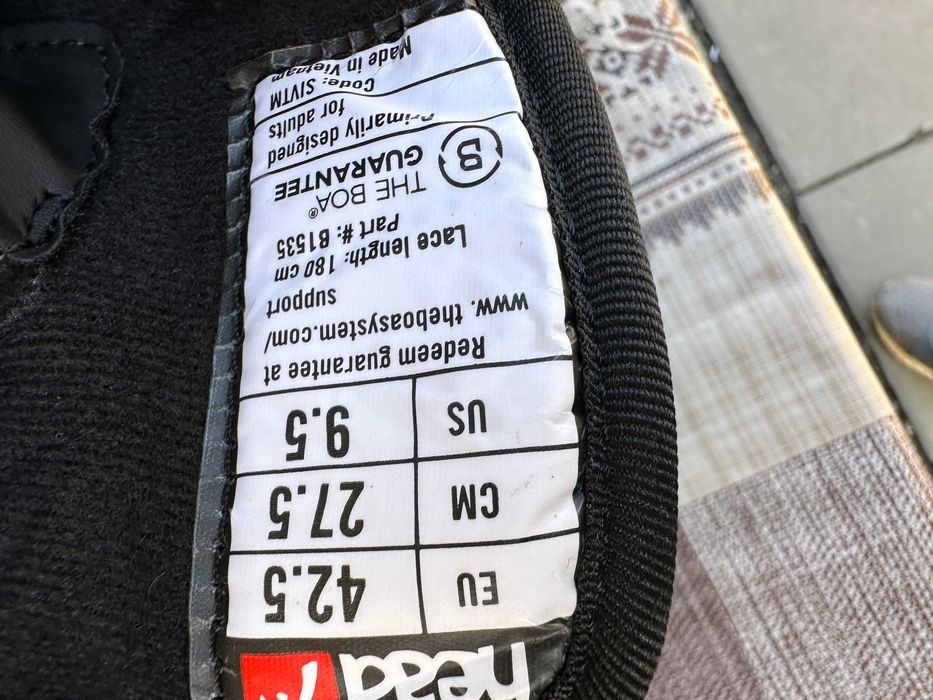 head
EU 42.5
CM 27.5
US 9.5
Redeem guarantee at
www. theboasystem.com/
support
Lace length: 180 cm
Part #: B1535
B THE BOA®
GUARANTEE
Primarily designed
for adults
Code: SIVTM
Made in Vietnam